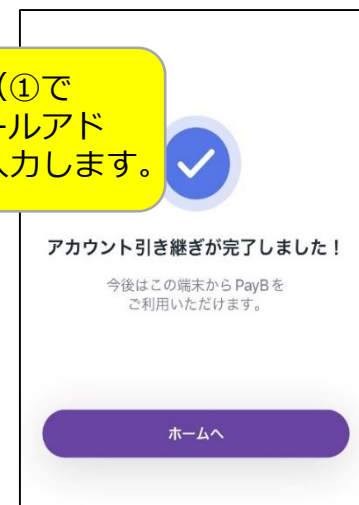 （①で
ールアド
入力します。
アカウント引き継ぎが完了しました！
今後はこの端末から PayB を
ご利用いただけます。
ホームへ